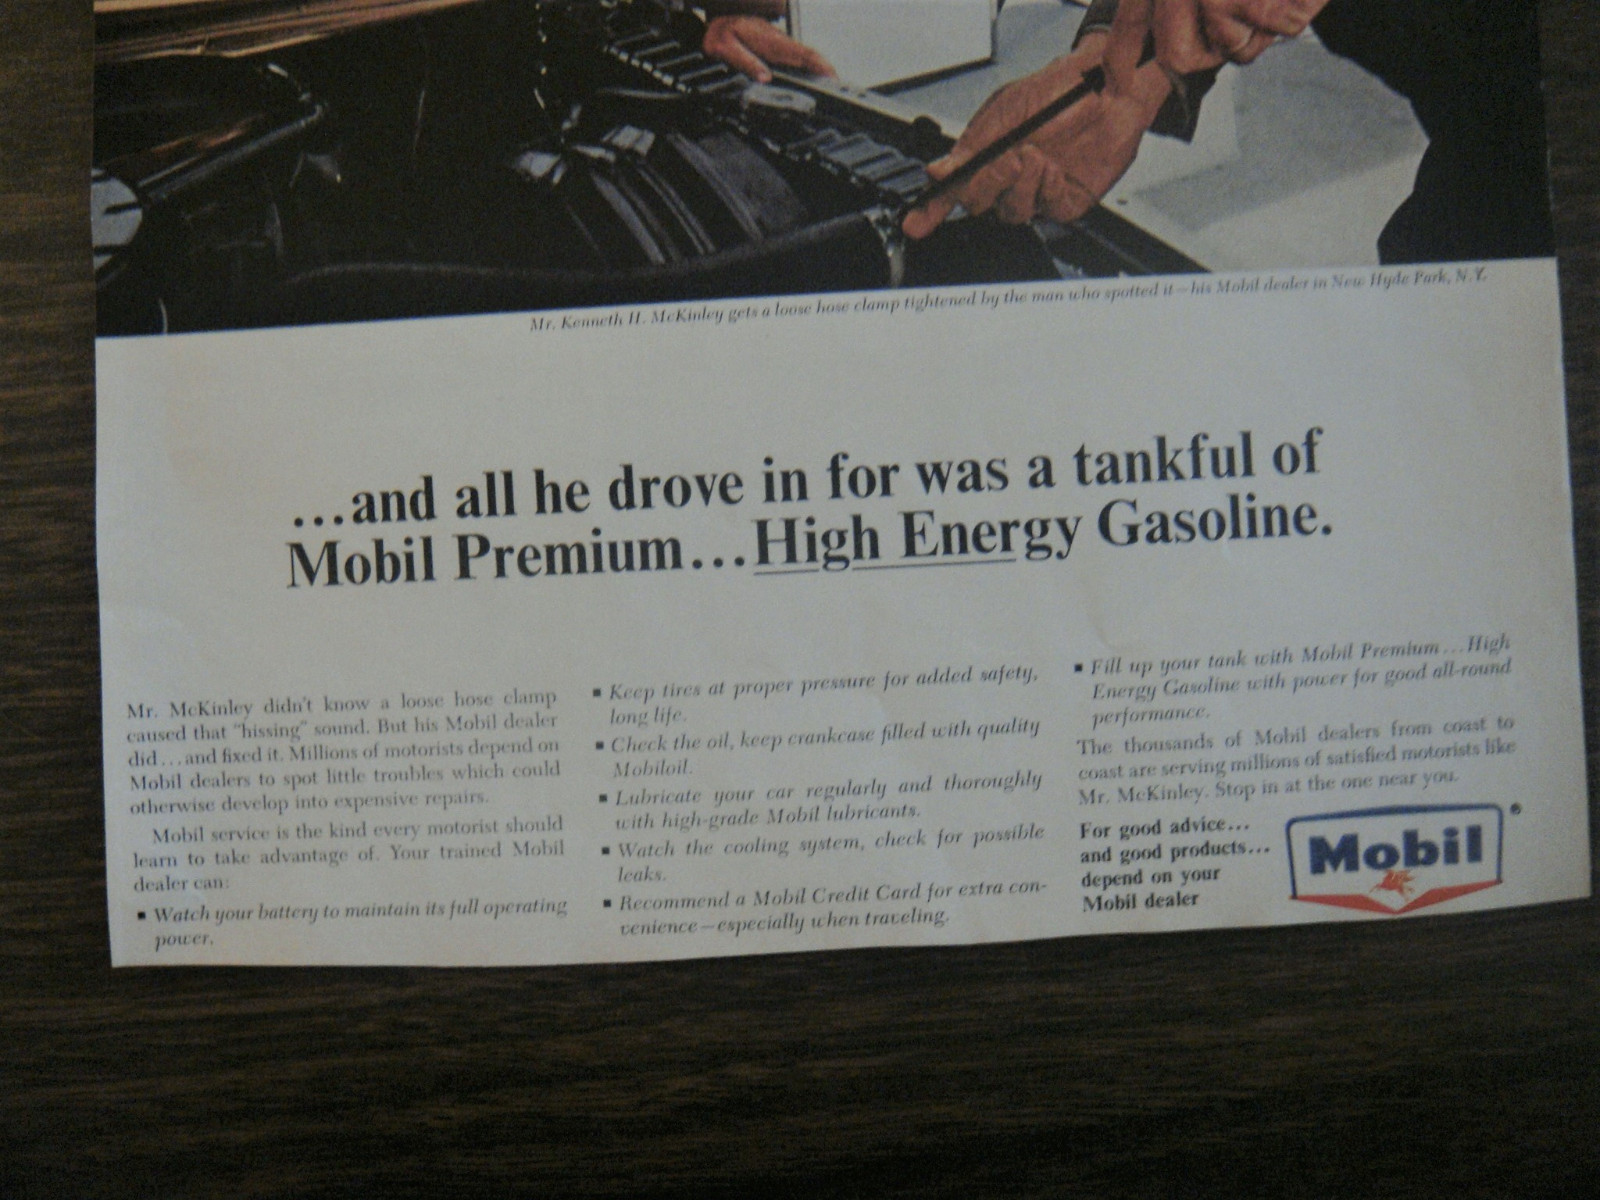 Mr. Kenneth H. McKinley gets a loose hose clamp tightened by the man who spotted it—his Mobil dealer in New Hyde Park, N.Y.
...and all he drove in for was a tankful of
Mobil Premium...High Energy Gasoline.
Mr. McKinley didn't know a loose hose clamp
caused that "hissing" sound. But his Mobil dealer
did...and fixed it. Millions of motorists depend on
Mobil dealers to spot little troubles which could
otherwise develop into expensive repairs.
Mobil service is the kind every motorist should
learn to take advantage of. Your trained Mobil
dealer can:
▪ Watch your battery to maintain its full operating
power.
▪ Keep tires at proper pressure for added safety,
long life.
▪ Check the oil, keep crankcase filled with quality
Mobiloil.
▪ Lubricate your car regularly and thoroughly
with high-grade Mobil lubricants.
▪ Watch the cooling system, check for possible
leaks.
▪ Recommend a Mobil Credit Card for extra con-
venience—especially when traveling.
▪ Fill up your tank with Mobil Premium...High
Energy Gasoline with power for good all-round
performance.
The thousands of Mobil dealers from coast to
coast are serving millions of satisfied motorists like
Mr. McKinley. Stop in at the one near you.
For good advice...
and good products...
depend on your
Mobil dealer
Mobil®